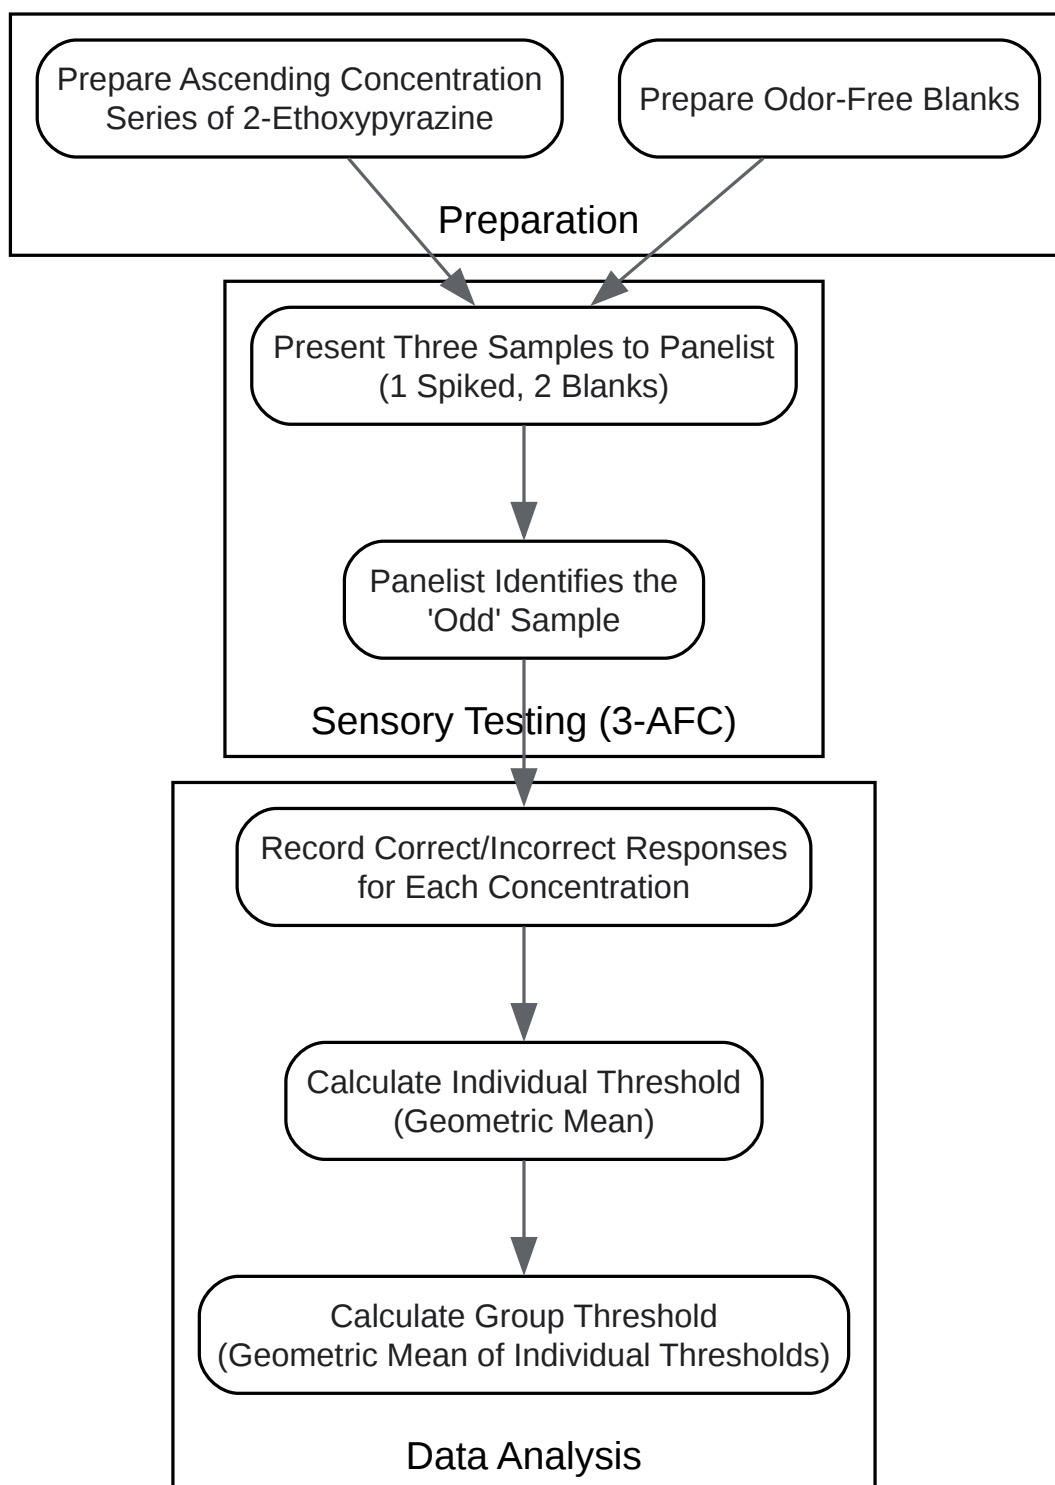 Prepare Ascending Concentration
Series of 2-Ethoxypyrazine
Prepare Odor-Free Blanks
Preparation
Present Three Samples to Panelist
(1 Spiked, 2 Blanks)
Panelist Identifies the
'Odd' Sample
Sensory Testing (3-AFC)
Record Correct/Incorrect Responses
for Each Concentration
Calculate Individual Threshold
(Geometric Mean)
Calculate Group Threshold
(Geometric Mean of Individual Thresholds)
Data Analysis